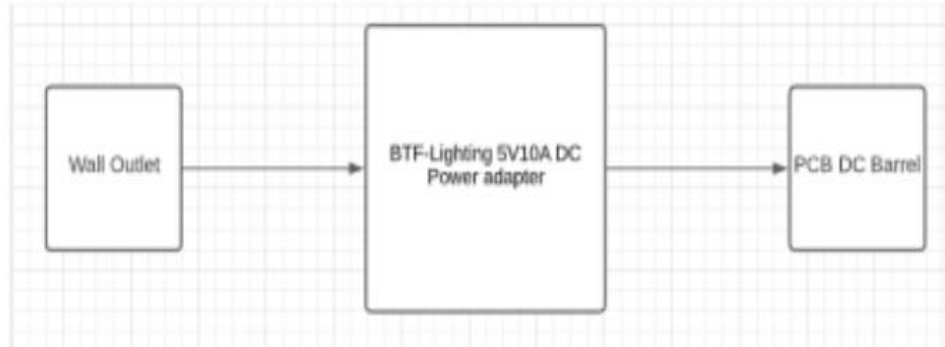 Wall Outlet
BTF-Lighting 5V10A DC
Power adapter
PCB DC Barrel